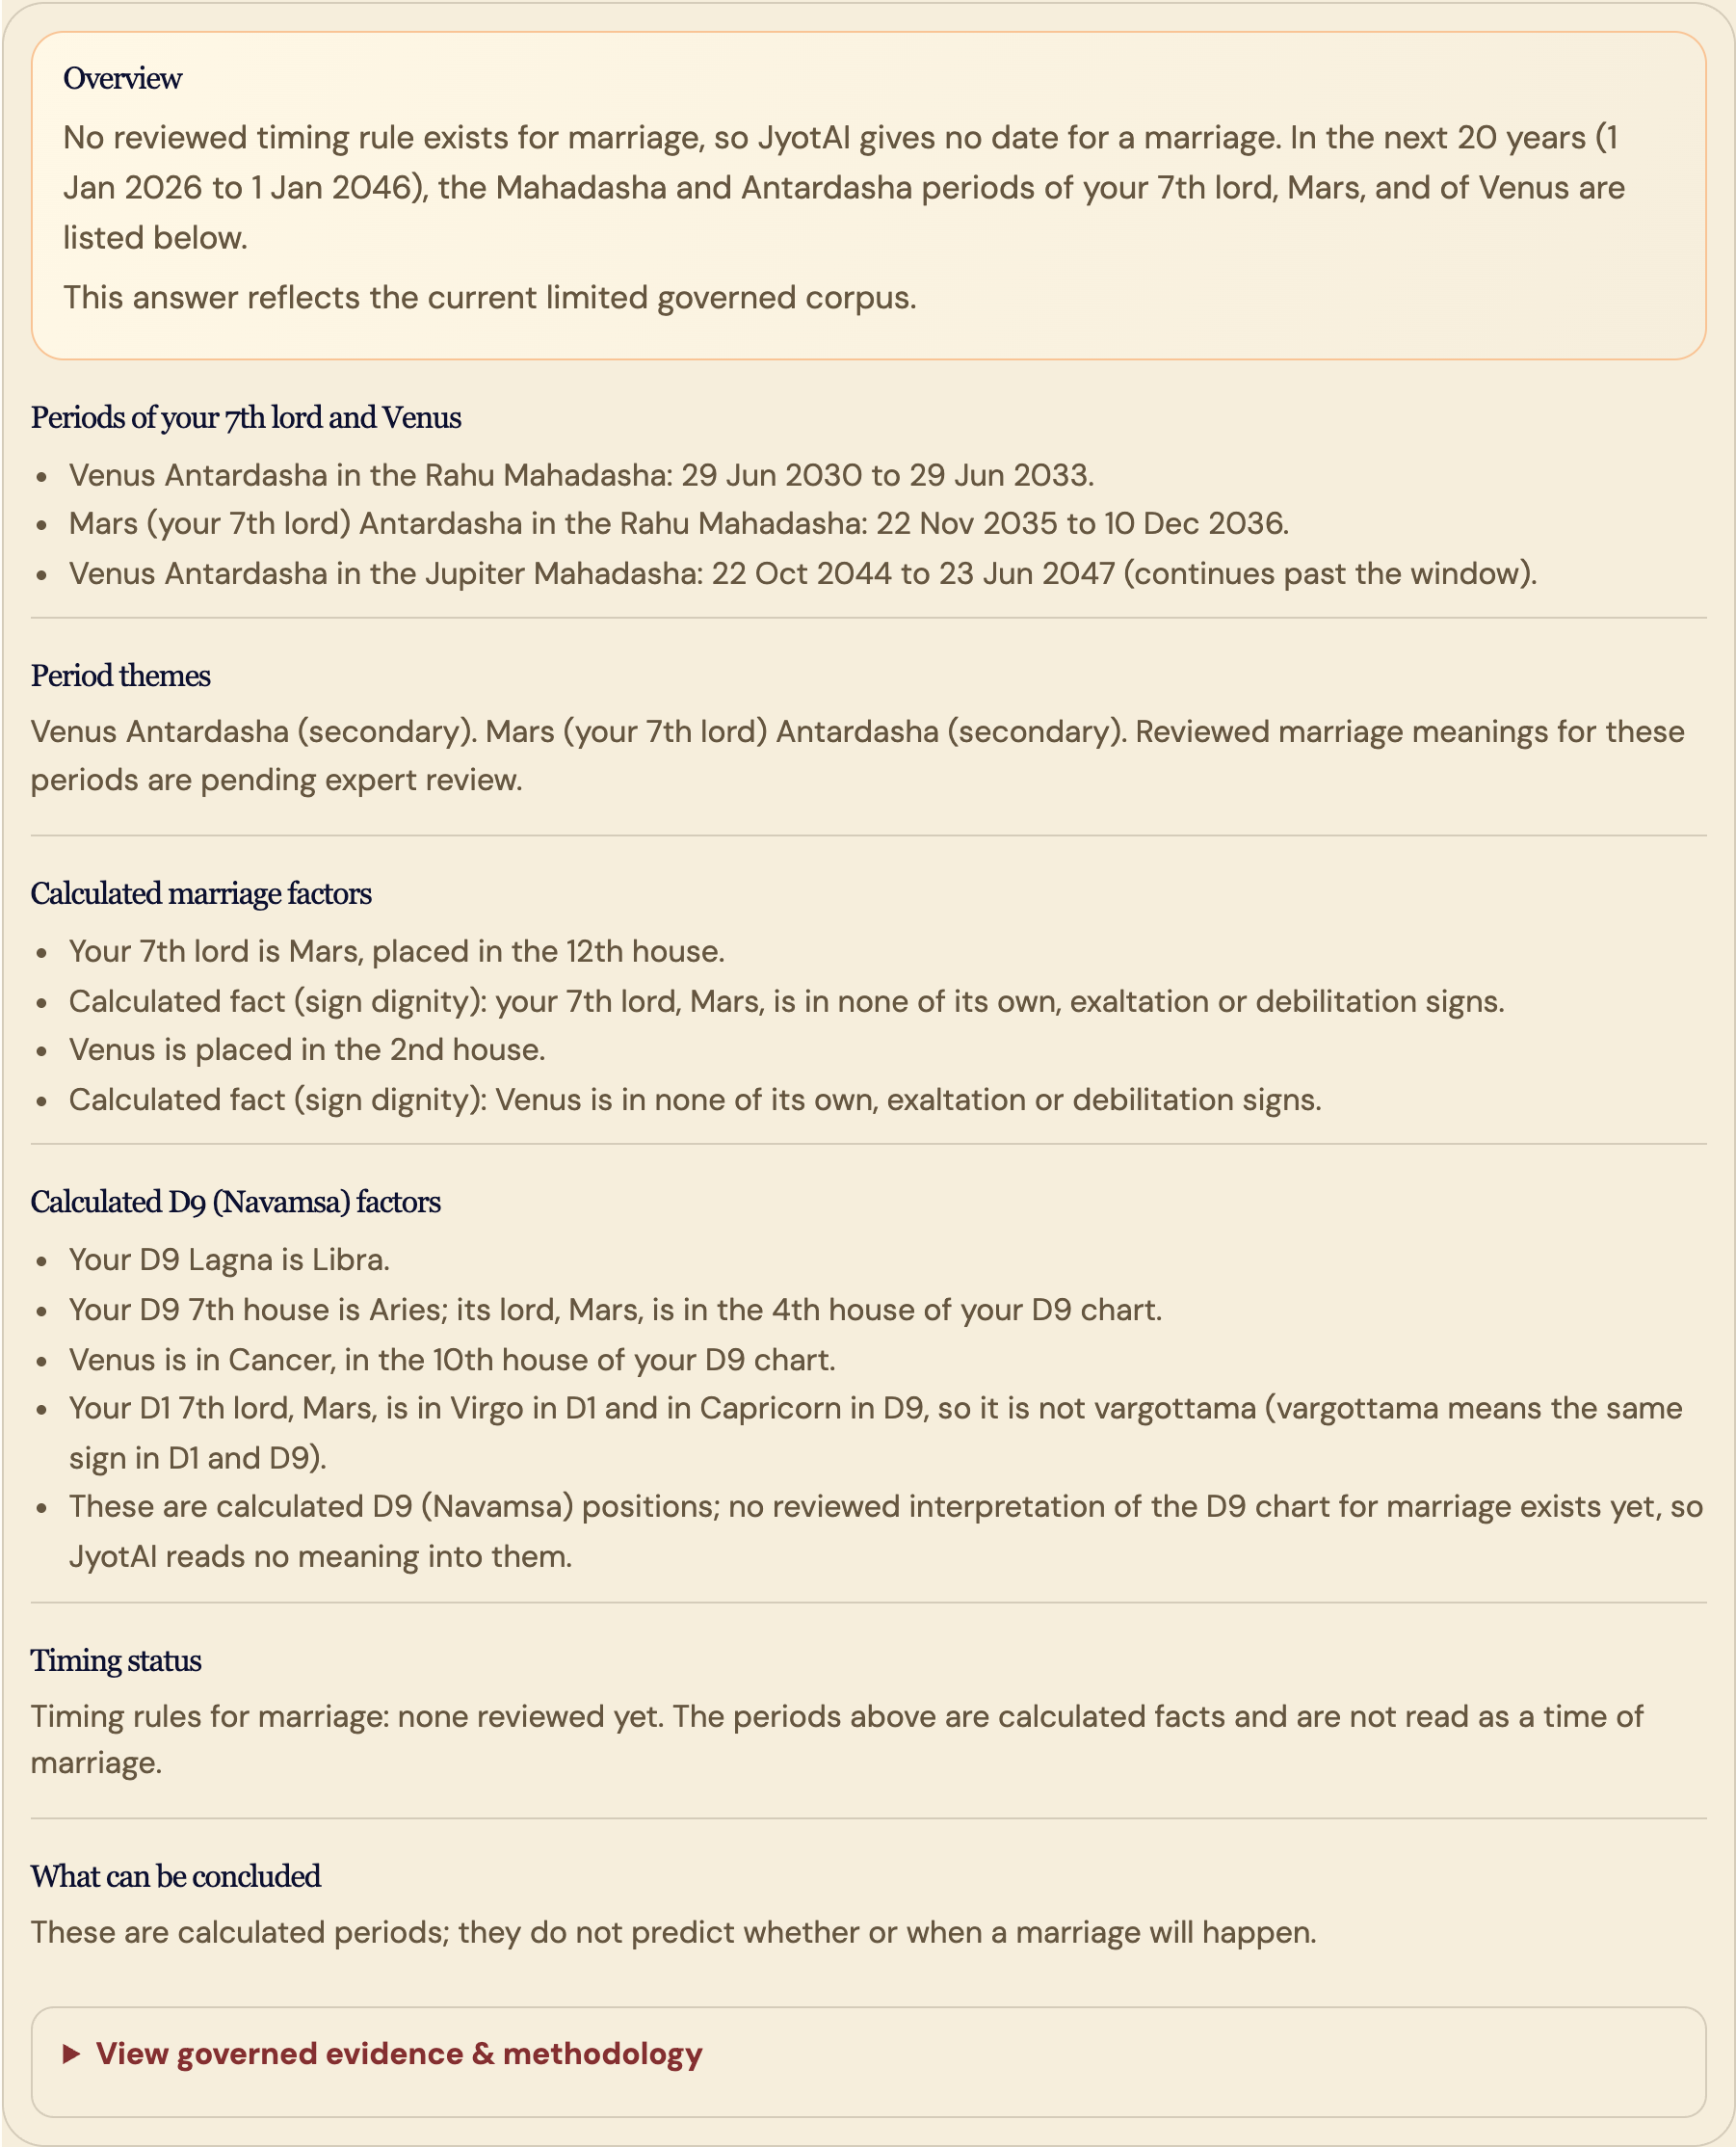 Overview
No reviewed timing rule exists for marriage, so JyotAI gives no date for a marriage. In the next 20 years (1
Jan 2026 to 1 Jan 2046), the Mahadasha and Antardasha periods of your 7th lord, Mars, and of Venus are
listed below.
This answer reflects the current limited governed corpus.
Periods of your 7th lord and Venus
• Venus Antardasha in the Rahu Mahadasha: 29 Jun 2030 to 29 Jun 2033.
• Mars (your 7th lord) Antardasha in the Rahu Mahadasha: 22 Nov 2035 to 10 Dec 2036.
• Venus Antardasha in the Jupiter Mahadasha: 22 Oct 2044 to 23 Jun 2047 (continues past the window).
Period themes
Venus Antardasha (secondary). Mars (your 7th lord) Antardasha (secondary). Reviewed marriage meanings for these
periods are pending expert review.
Calculated marriage factors
• Your 7th lord is Mars, placed in the 12th house.
• Calculated fact (sign dignity): your 7th lord, Mars, is in none of its own, exaltation or debilitation signs.
• Venus is placed in the 2nd house.
• Calculated fact (sign dignity): Venus is in none of its own, exaltation or debilitation signs.
Calculated D9 (Navamsa) factors
• Your D9 Lagna is Libra.
• Your D9 7th house is Aries; its lord, Mars, is in the 4th house of your D9 chart.
• Venus is in Cancer, in the 10th house of your D9 chart.
• Your D1 7th lord, Mars, is in Virgo in D1 and in Capricorn in D9, so it is not vargottama (vargottama means the same
sign in D1 and D9).
• These are calculated D9 (Navamsa) positions; no reviewed interpretation of the D9 chart for marriage exists yet, so
JyotAI reads no meaning into them.
Timing status
Timing rules for marriage: none reviewed yet. The periods above are calculated facts and are not read as a time of
marriage.
What can be concluded
These are calculated periods; they do not predict whether or when a marriage will happen.
▶ View governed evidence & methodology